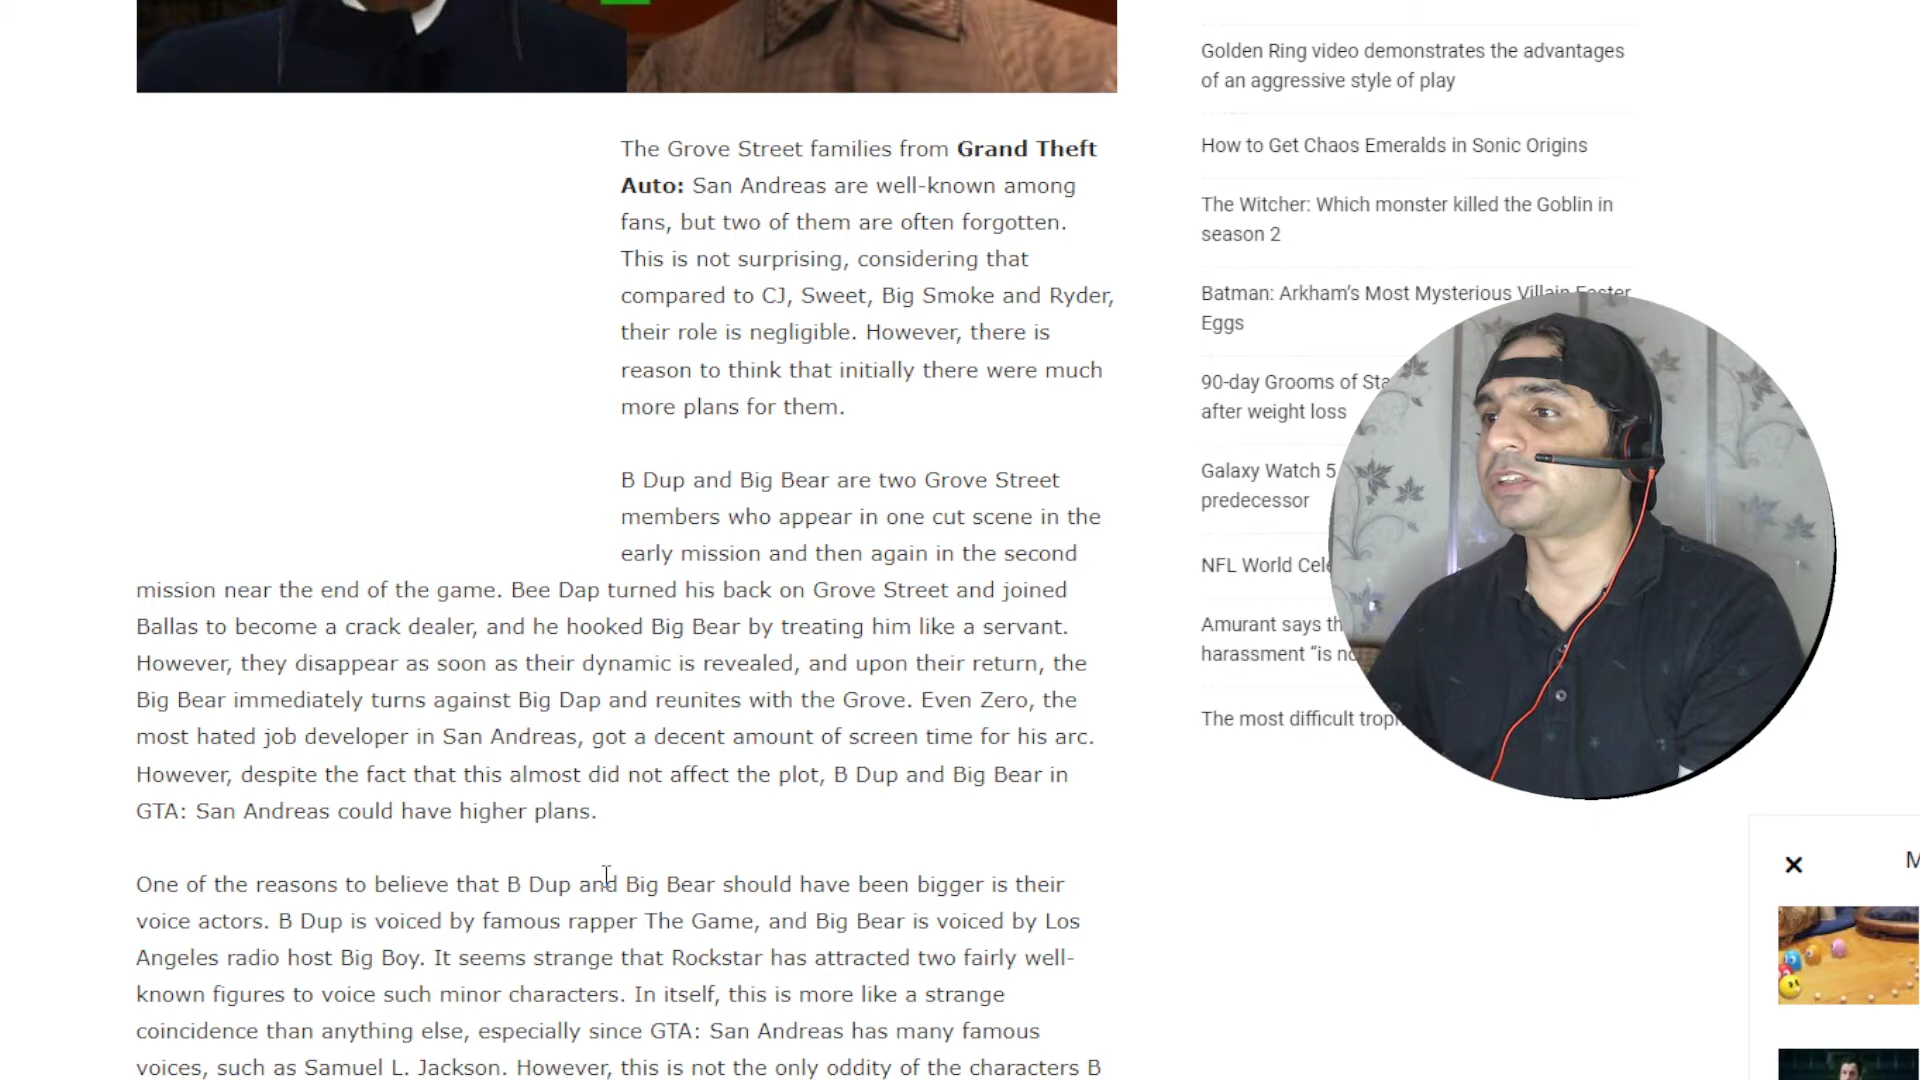 The Grove Street families from Grand Theft
Auto: San Andreas are well-known among
fans, but two of them are often forgotten.
This is not surprising, considering that
compared to CJ, Sweet, Big Smoke and Ryder,
their role is negligible. However, there is
reason to think that initially there were much
more plans for them.
B Dup and Big Bear are two Grove Street
members who appear in one cut scene in the
early mission and then again in the second
mission near the end of the game. Bee Dap turned his back on Grove Street and joined
Ballas to become a crack dealer, and he hooked Big Bear by treating him like a servant.
However, they disappear as soon as their dynamic is revealed, and upon their return, the
Big Bear immediately turns against Big Dap and reunites with the Grove. Even Zero, the
most hated job developer in San Andreas, got a decent amount of screen time for his arc.
However, despite the fact that this almost did not affect the plot, B Dup and Big Bear in
GTA: San Andreas could have higher plans.
One of the reasons to believe that B Dup and Big Bear should have been bigger is their
voice actors. B Dup is voiced by famous rapper The Game, and Big Bear is voiced by Los
Angeles radio host Big Boy. It seems strange that Rockstar has attracted two fairly well-
known figures to voice such minor characters. In itself, this is more like a strange
coincidence than anything else, especially since GTA: San Andreas has many famous
voices, such as Samuel L. Jackson. However, this is not the only oddity of the characters B
Golden Ring video demonstrates the advantages
of an aggressive style of play
How to Get Chaos Emeralds in Sonic Origins
The Witcher: Which monster killed the Goblin in
season 2
Batman: Arkham's Most Mysterious Villain Easter
Eggs
90-day Grooms of
after weight loss
Galaxy Watch 5
predecessor
NFL World
Amurant says
harassment "is
The most difficult